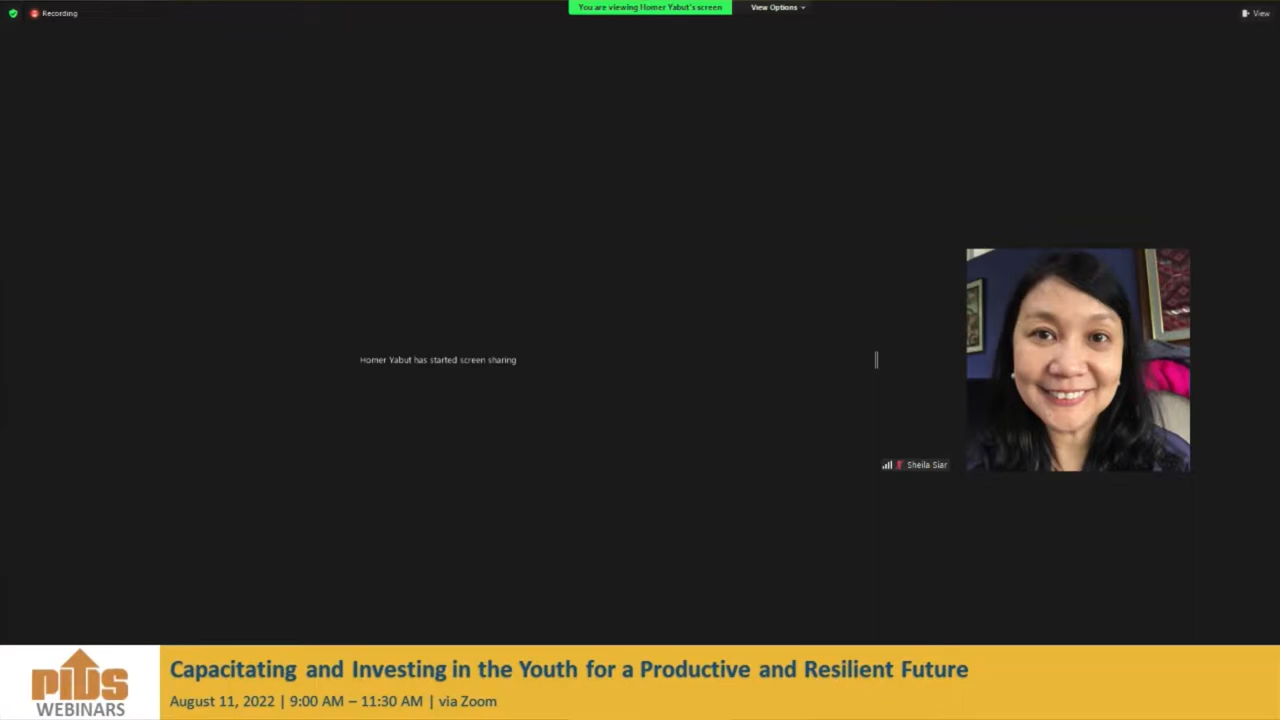 Recording
You are viewing Homer Yabut's screen
View Options
View
Homer Yabut has started screen sharing
Sheila Siar
PIDS
WEBINARS
Capacitating and Investing in the Youth for a Productive and Resilient Future
August 11, 2022 | 9:00 AM – 11:30 AM | via Zoom